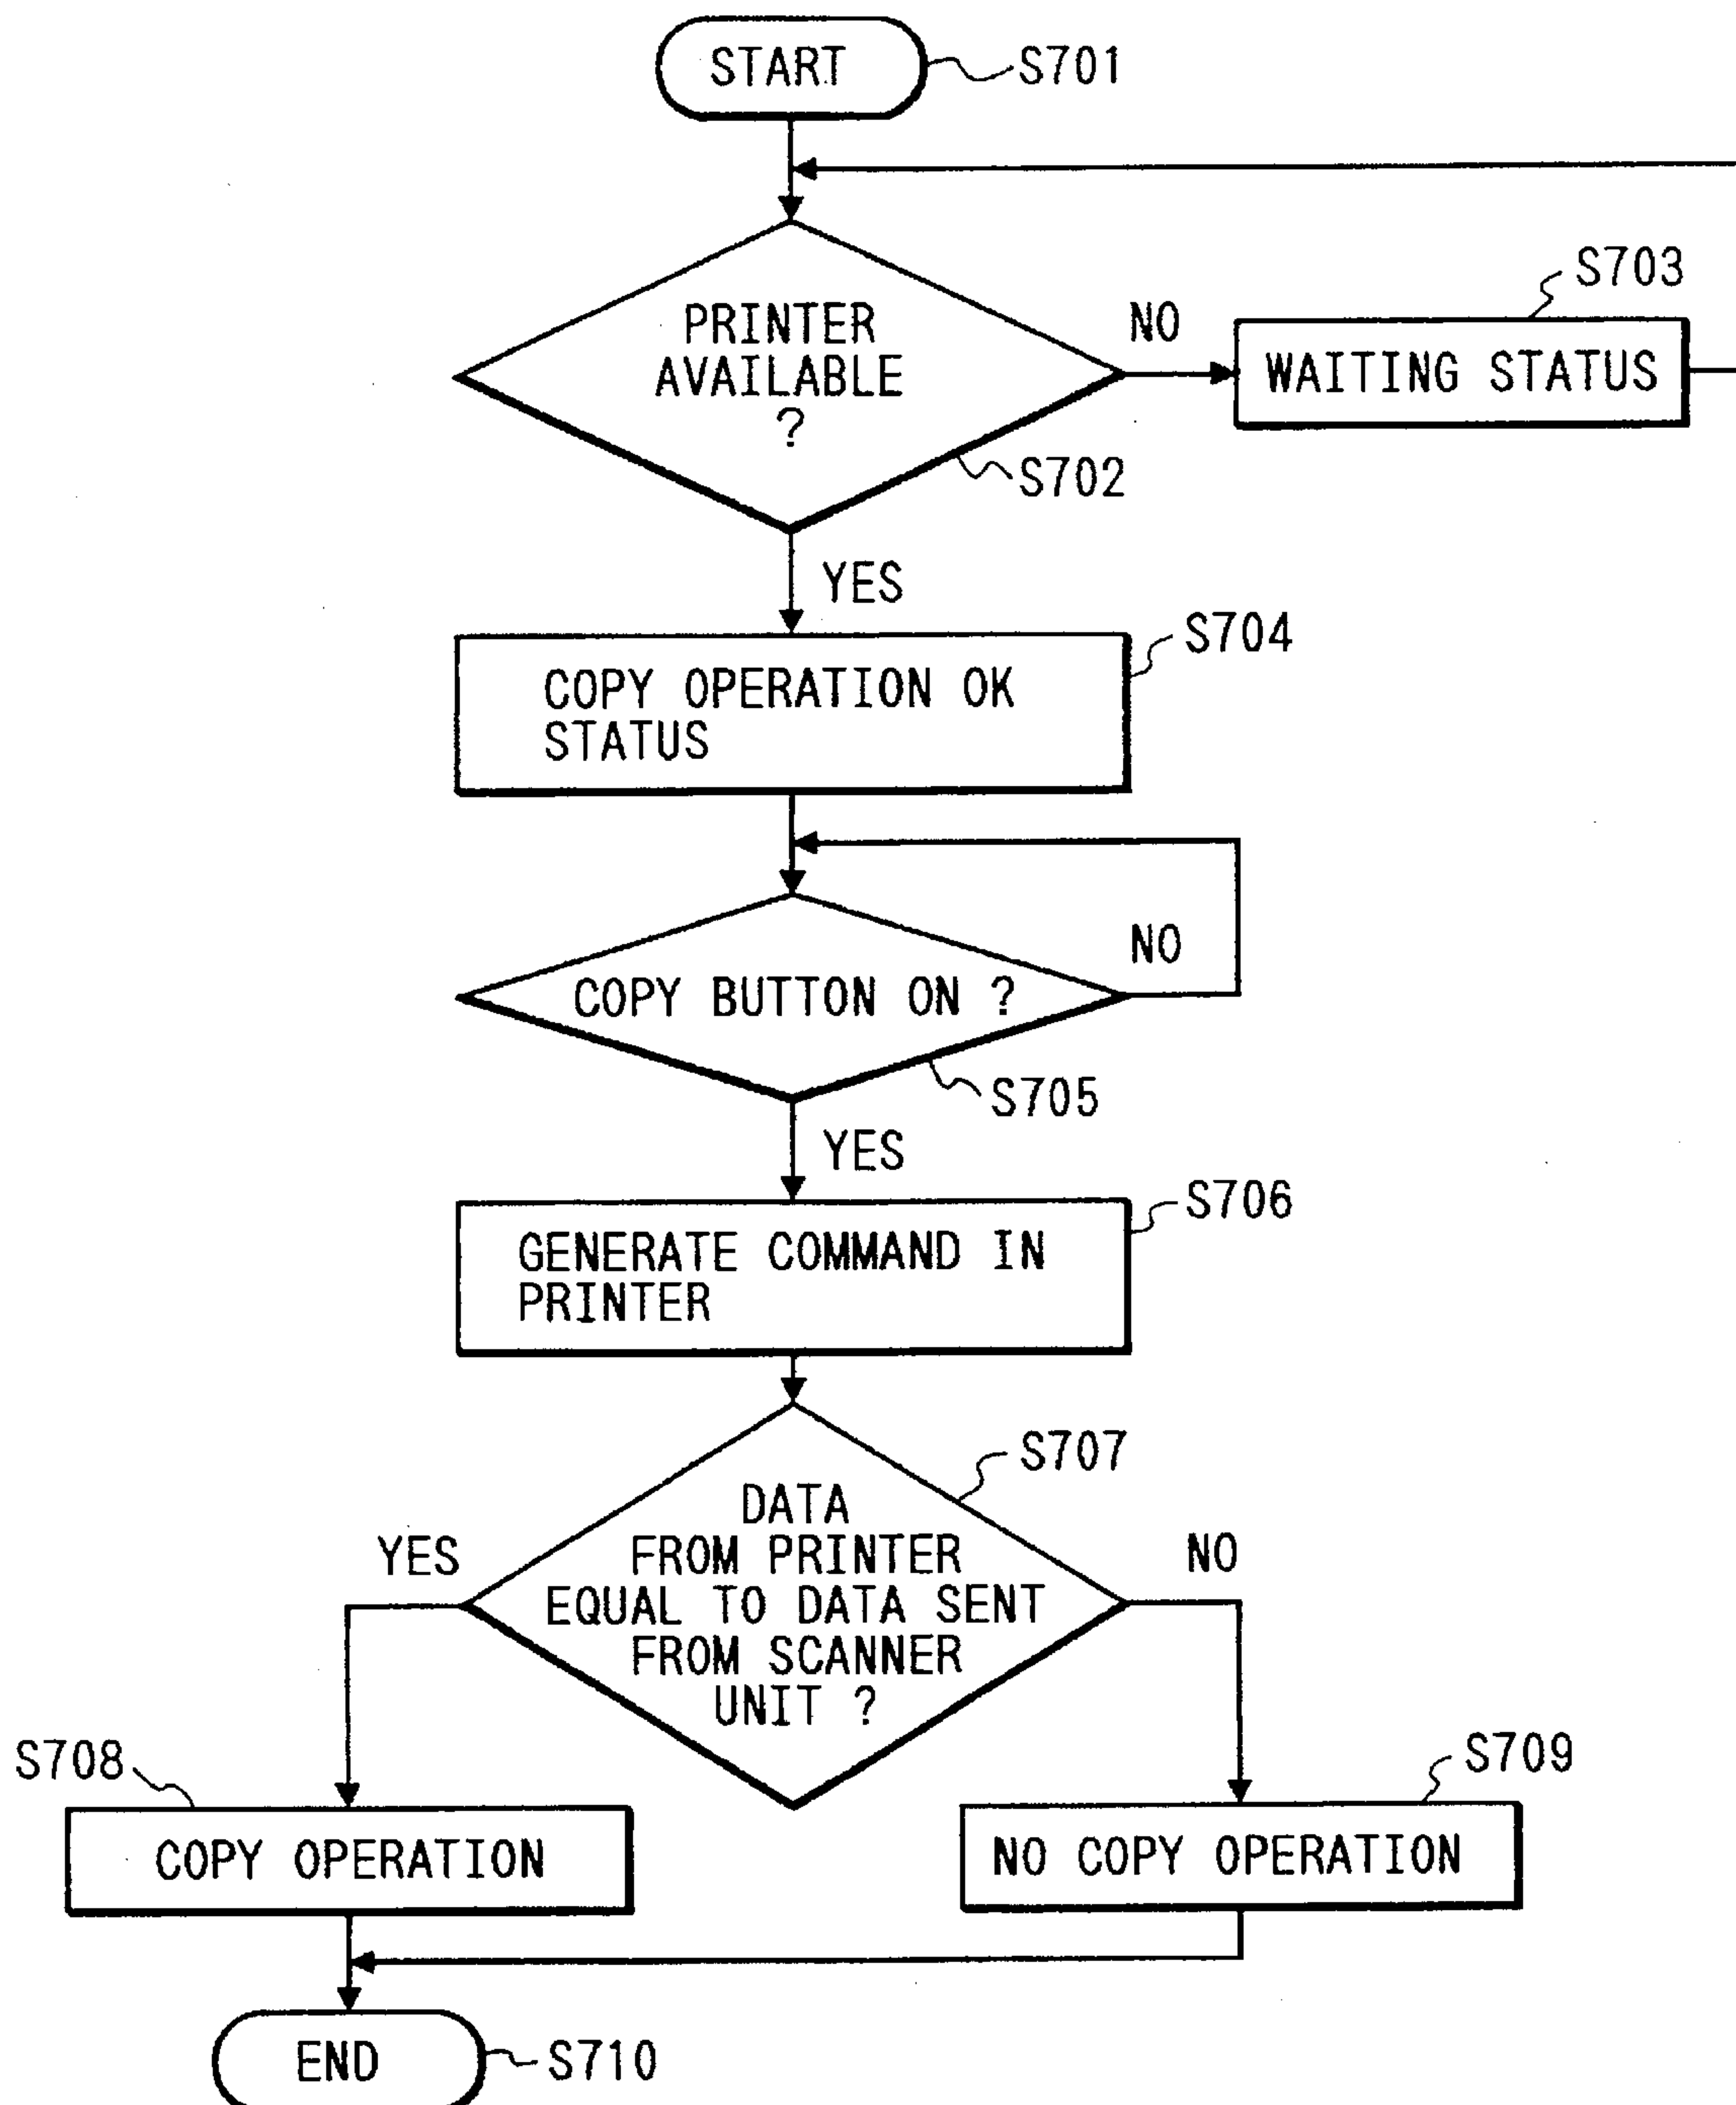 START
S701
PRINTER
AVAILABLE
?
S702
NO
S703
WAITING STATUS
YES
S704
COPY OPERATION OK
STATUS
COPY BUTTON ON ?
NO
S705
YES
S706
GENERATE COMMAND IN
PRINTER
S707
DATA
FROM PRINTER
EQUAL TO DATA SENT
FROM SCANNER
UNIT ?
YES
NO
S708
COPY OPERATION
S709
NO COPY OPERATION
END
S710